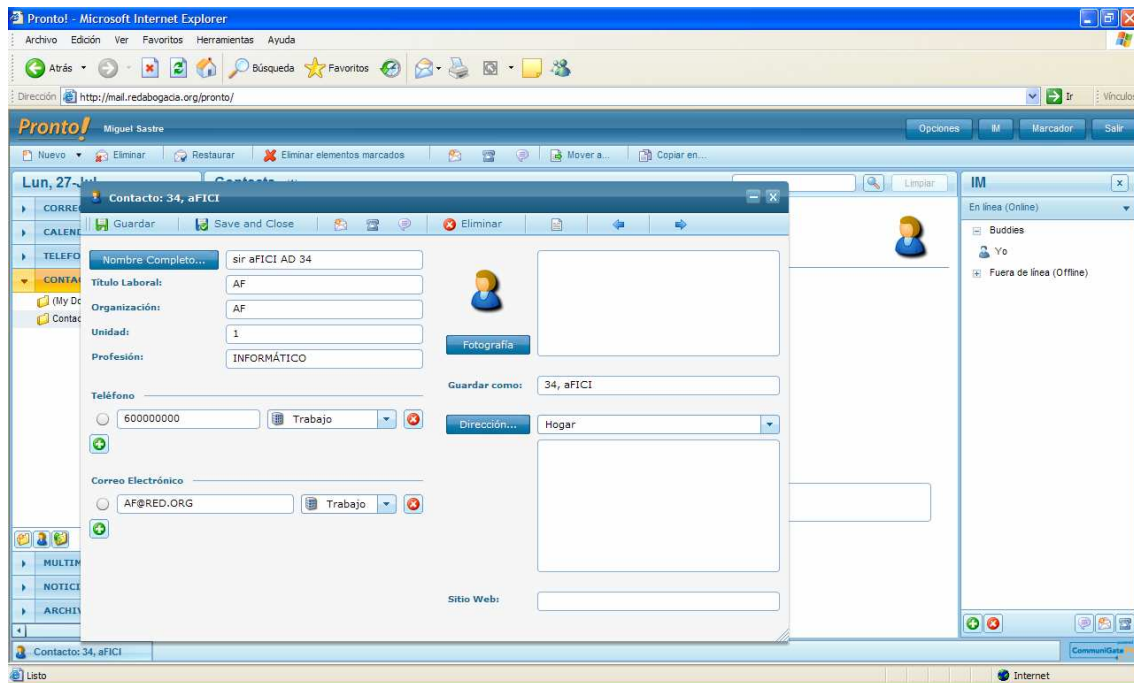 Pronto! - Microsoft Internet Explorer
Archivo Edición Ver Favoritos Herramientas Ayuda
Atrás Búsqueda Favoritos
Dirección http://mail.redabogacia.org/pronto/ Ir Vínculos
Pronto! Miguel Sastre Opciones IM Marcador Salir
Nuevo Eliminar Restaurar Eliminar elementos marcados Mover a... Copiar en...
Lun, 27-Jul Limpiar IM
Contacto: 34, aFICI
CORRE En línea (Online)
Guardar Save and Close Eliminar
CALEND Buddies
TELEFO Yo
Nombre Completo... sir aFICI AD 34
CONTA Fuera de línea (Offline)
Título Laboral: AF
(My Do
Organización: AF
Contac
Unidad: 1
Fotografía
Profesión: INFORMÁTICO
Guardar como: 34, aFICI
Teléfono
600000000 Trabajo
Dirección... Hogar
Correo Electrónico
AF@RED.ORG Trabajo
MULTIM
NOTICI
Sitio Web:
ARCHIV
Contacto: 34, aFICI CommuniGate
Listo Internet